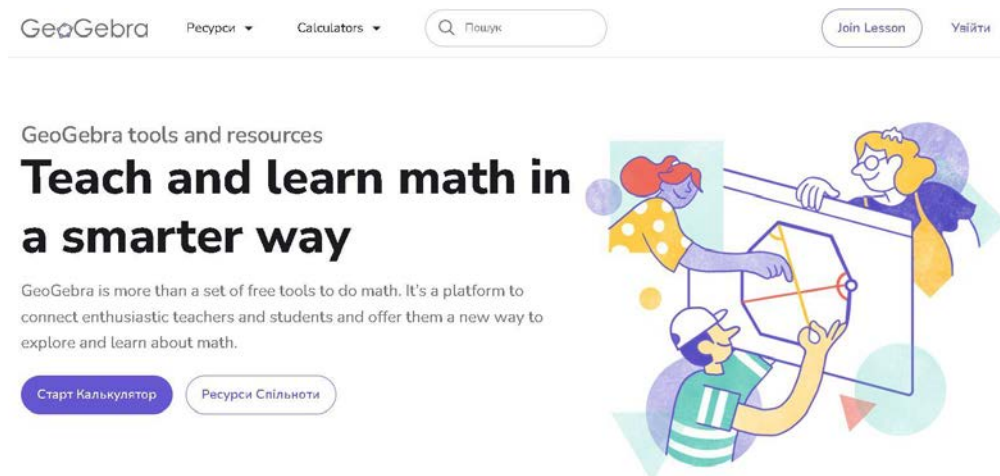 GeoGebra Ресурси Calculators Пошук Join Lesson Увійти
GeoGebra tools and resources
Teach and learn math in
a smarter way
GeoGebra is more than a set of free tools to do math. It's a platform to
connect enthusiastic teachers and students and offer them a new way to
explore and learn about math.
Старт Калькулятор Ресурси Спільноти